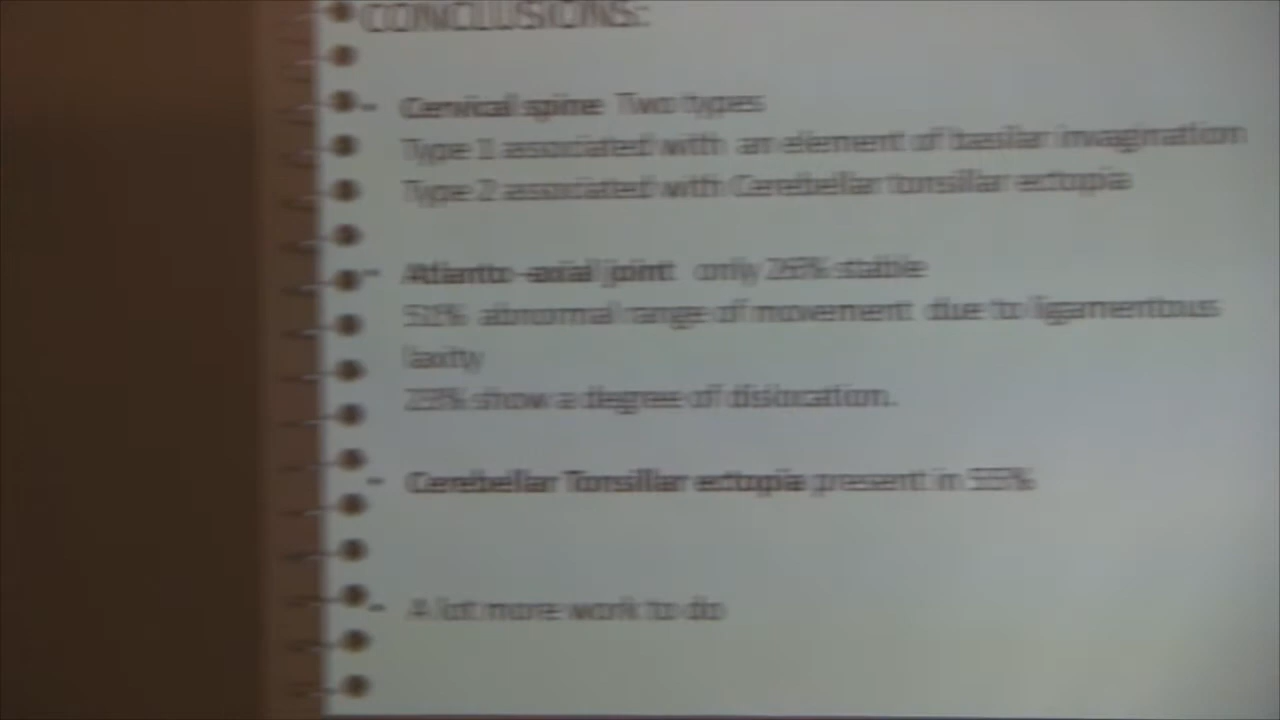 CONCLUSIONS:
- Cervical spine Two types
Type 1 associated with an element of basilar invagination
Type 2 associated with Cerebellar tonsillar ectopia
- Atlanto-axial joint only stable
abnormal range of movement due to ligamentous
laxity
show a degree of dislocation.
- Cerebellar Tonsillar ectopia present in
- A lot more work to do